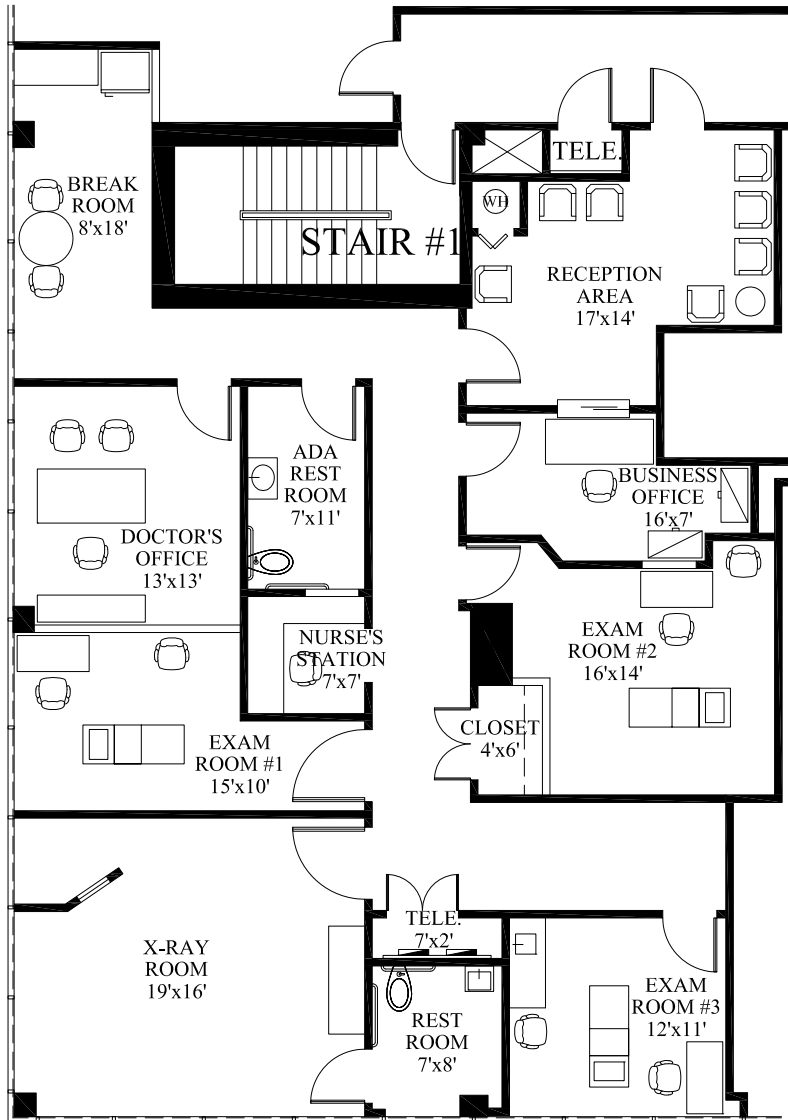 TELE.
BREAK
ROOM
8'x18'
WH
STAIR #1
RECEPTION
AREA
17'x14'
ADA
REST
ROOM
7'x11'
BUSINESS
OFFICE
16'x7'
DOCTOR'S
OFFICE
13'x13'
NURSE'S
STATION
7'x7'
EXAM
ROOM #2
16'x14'
EXAM
ROOM #1
15'x10'
CLOSET
4'x6'
TELE.
7'x2'
X-RAY
ROOM
19'x16'
REST
ROOM
7'x8'
EXAM
ROOM #3
12'x11'